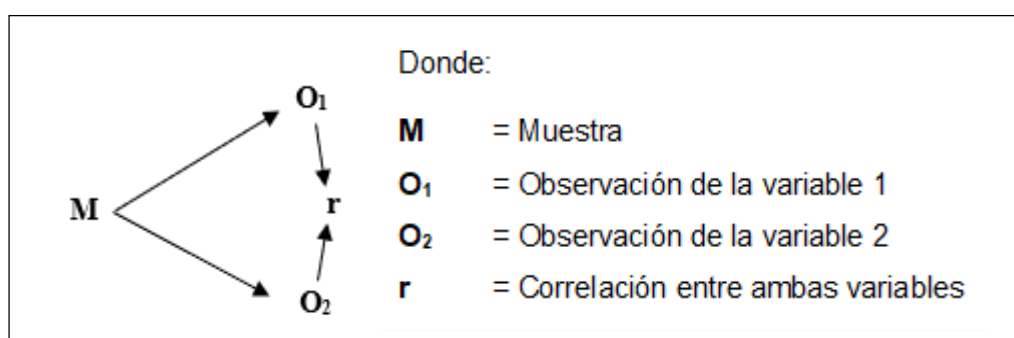 Donde:
O₁
M = Muestra
O₁ = Observación de la variable 1
M r
O₂ = Observación de la variable 2
r = Correlación entre ambas variables
O₂